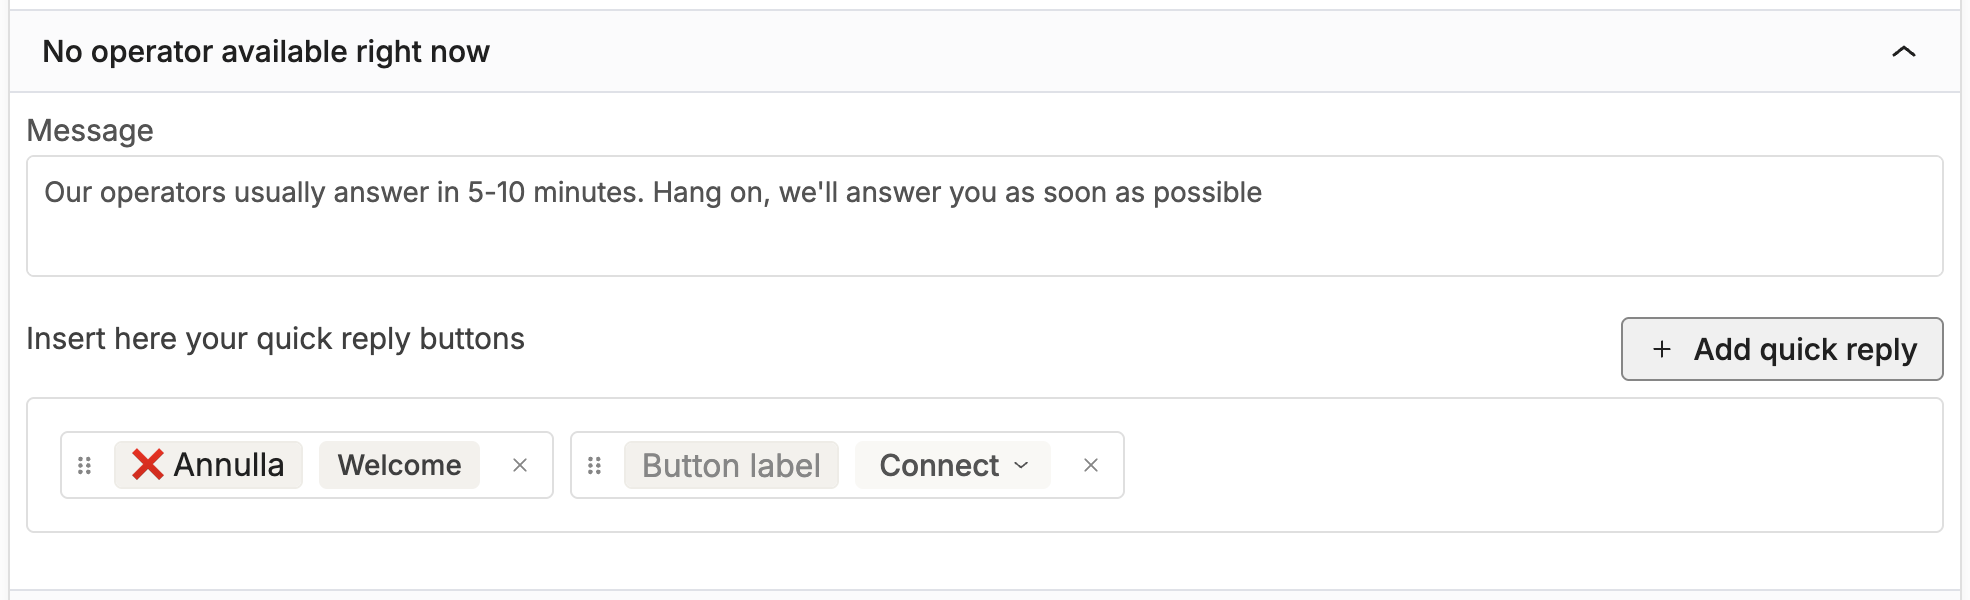 No operator available right now
Message
Our operators usually answer in 5-10 minutes. Hang on, we'll answer you as soon as possible
Insert here your quick reply buttons
+ Add quick reply
❌ Annulla Welcome × Button label Connect ×